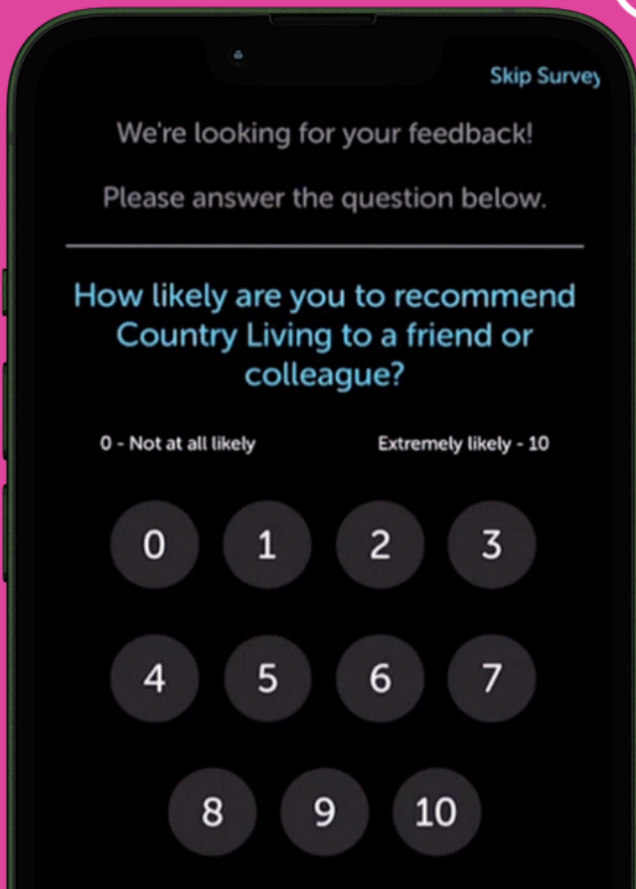 Skip Survey
We're looking for your feedback!
Please answer the question below.
How likely are you to recommend
Country Living to a friend or
colleague?
0 - Not at all likely
Extremely likely - 10
0 1 2 3
4 5 6 7
8 9 10